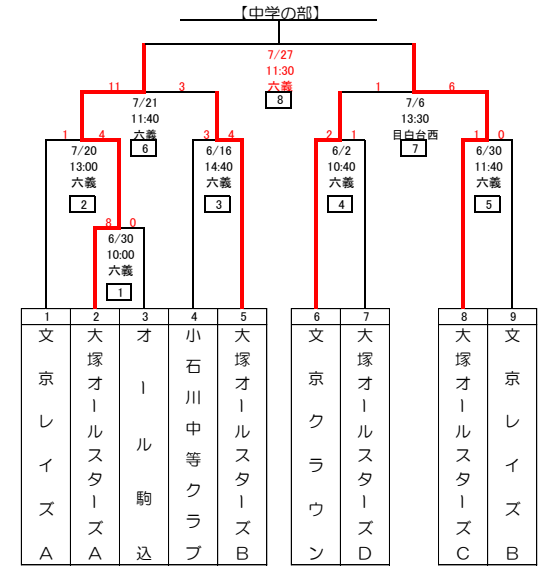 【中学の部】
7/27
11:30
六義
8
11 3
7/21
11:40
六義
6
1 6
7/6
13:30
目白台西
7
1 4
7/20
13:00
六義
2
3 4
6/16
14:40
六義
3
2 1
6/2
10:40
六義
4
1 0
6/30
11:40
六義
5
8 0
6/30
10:00
六義
1
1 2 3 4 5 6 7 8 9
文京レイズA
大塚オールスターズA
オール駒込
小石川中等クラブ
大塚オールスターズB
文京クラウン
大塚オールスターズD
大塚オールスターズC
文京レイズB